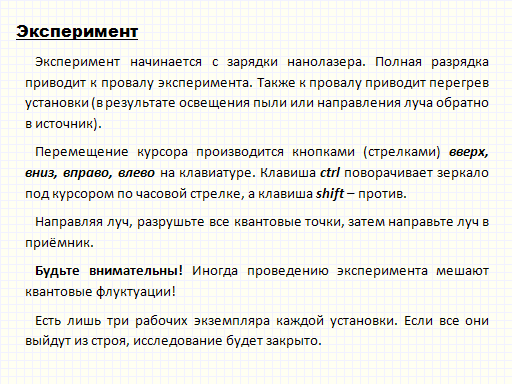 Эксперимент
Эксперимент начинается с зарядки нанолазера. Полная разрядка
приводит к провалу эксперимента. Также к провалу приводит перегрев
установки (в результате освещения пыли или направления луча обратно
в источник).
Перемещение курсора производится кнопками (стрелками) вверх,
вниз, вправо, влево на клавиатуре. Клавиша ctrl поворачивает зеркало
под курсором по часовой стрелке, а клавиша shift – против.
Направляя луч, разрушьте все квантовые точки, затем направьте луч в
приёмник.
Будьте внимательны! Иногда проведению эксперимента мешают
квантовые флуктуации!
Есть лишь три рабочих экземпляра каждой установки. Если все они
выйдут из строя, исследование будет закрыто.